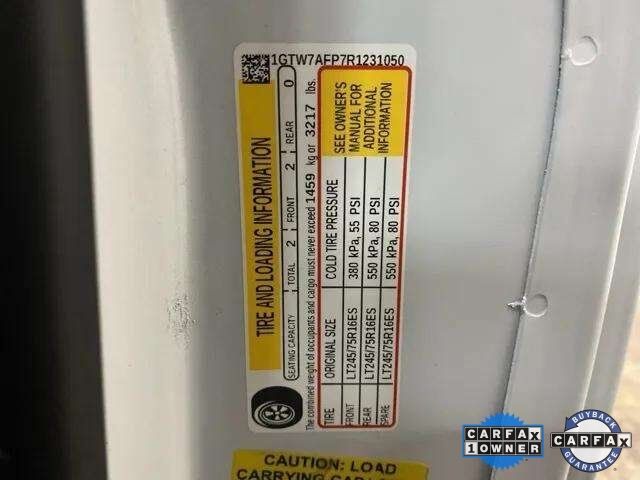 1GTW7AFP7R1231050
TIRE AND LOADING INFORMATION
SEATING CAPACITY TOTAL 2 FRONT 2 REAR 0
The combined weight of occupants and cargo must never exceed 1459 kg or 3217 lbs.
TIRE ORIGINAL SIZE COLD TIRE PRESSURE
FRONT LT245/75R16ES 380 kPa, 55 PSI
REAR LT245/75R16ES 550 kPa, 80 PSI
SPARE LT245/75R16ES 550 kPa, 80 PSI
SEE OWNER'S
MANUAL FOR
ADDITIONAL
INFORMATION
CAUTION: LOAD
CARRYING
CARFAX
1 OWNER
BUYBACK
CARFAX
GUARANTEE